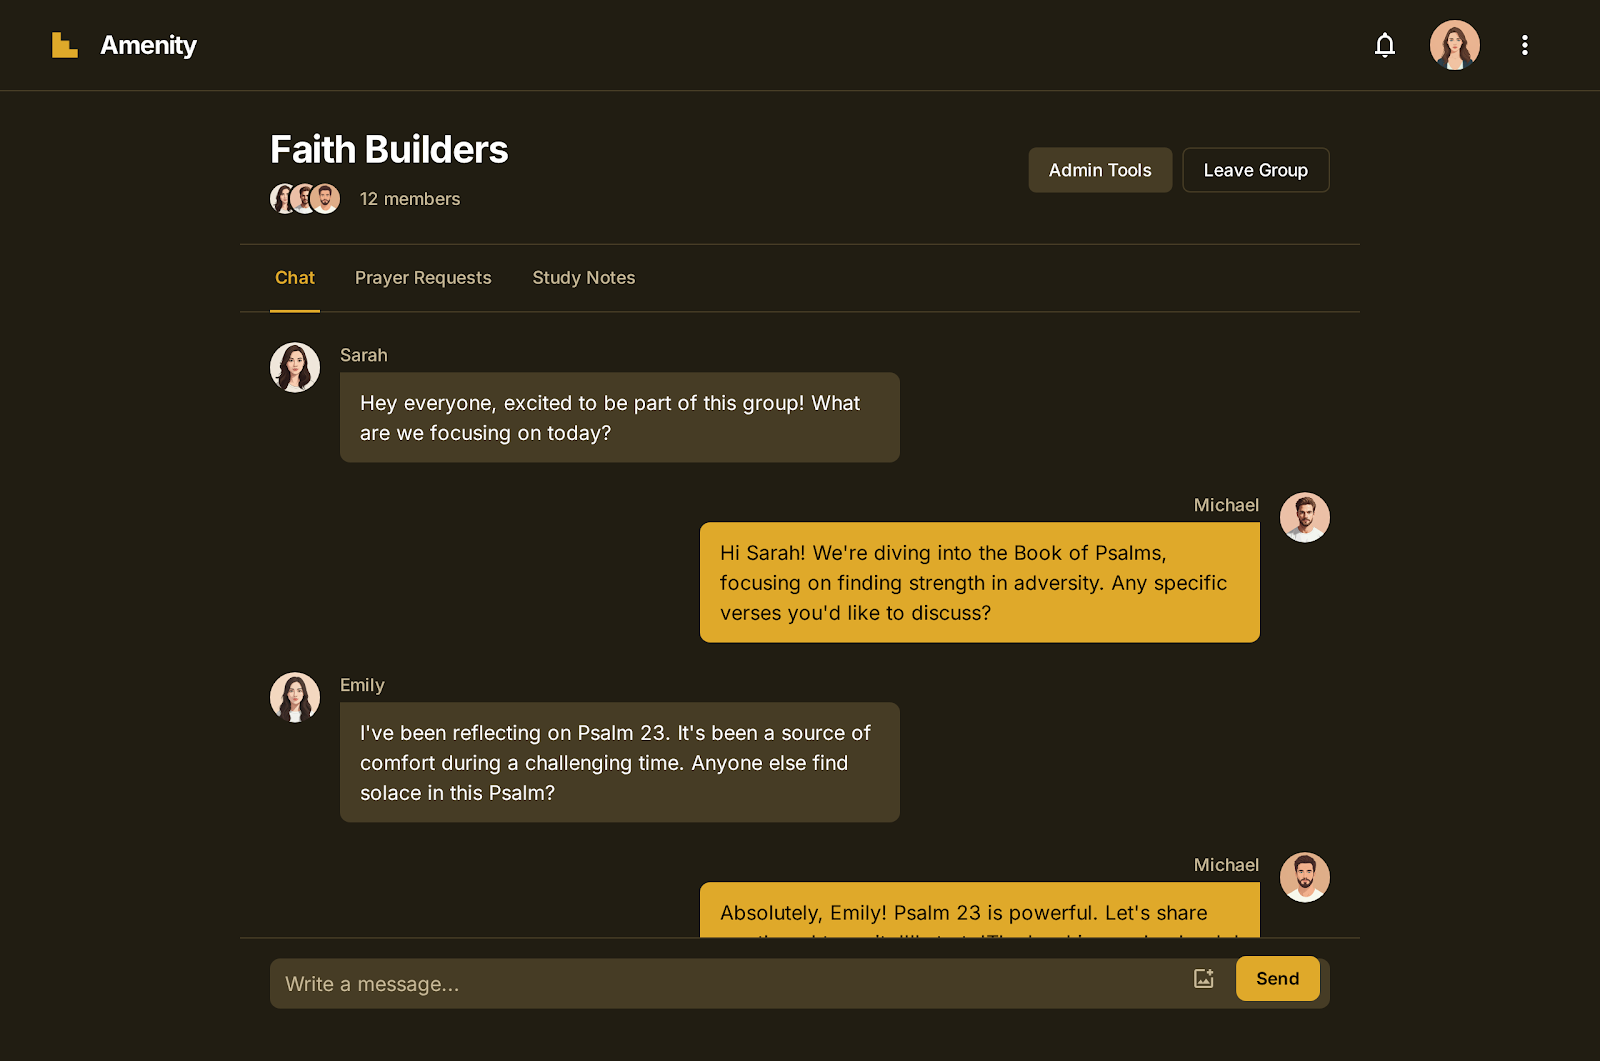 Amenity
Faith Builders
12 members
Admin Tools
Leave Group
Chat
Prayer Requests
Study Notes
Sarah
Hey everyone, excited to be part of this group! What
are we focusing on today?
Michael
Hi Sarah! We're diving into the Book of Psalms,
focusing on finding strength in adversity. Any specific
verses you'd like to discuss?
Emily
I've been reflecting on Psalm 23. It's been a source of
comfort during a challenging time. Anyone else find
solace in this Psalm?
Michael
Absolutely, Emily! Psalm 23 is powerful. Let's share
Write a message...
Send